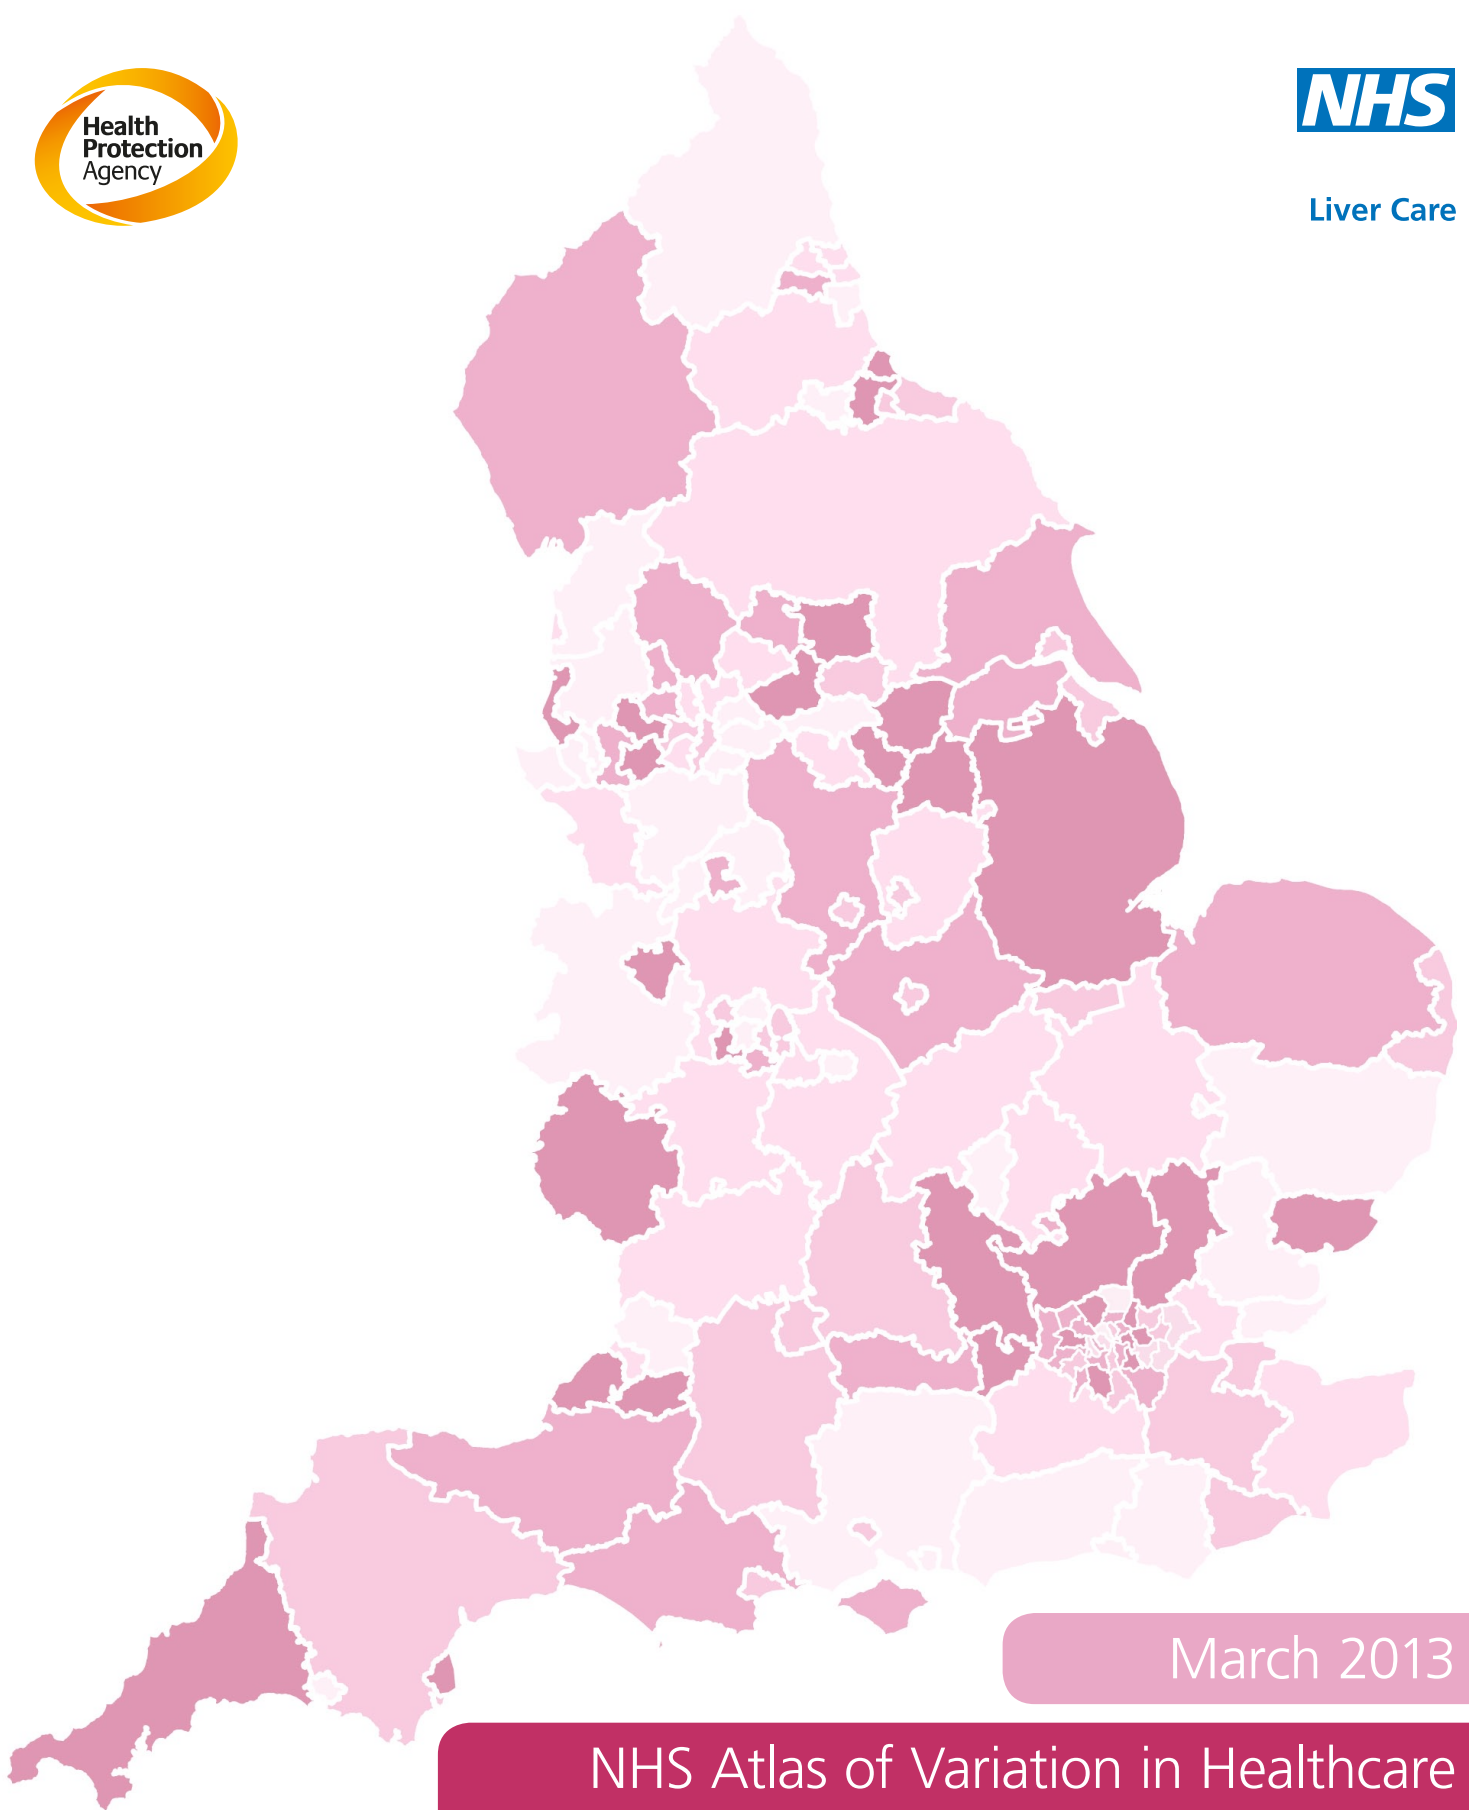 Health
Protection
Agency
NHS
Liver Care
March 2013
NHS Atlas of Variation in Healthcare